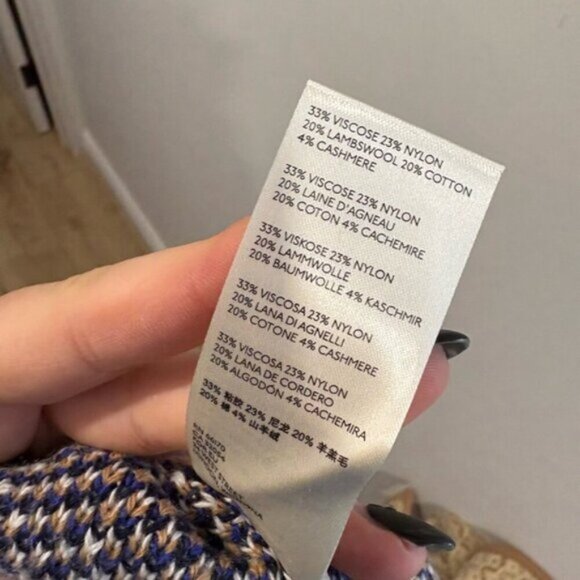 33% VISCOSE 23% NYLON
20% LAMBSWOOL 20% COTTON
4% CASHMERE
33% VISCOSE 23% NYLON
20% LAINE D'AGNEAU
20% COTON 4% CACHEMIRE
33% VISKOSE 23% NYLON
20% LAMMWOLLE
20% BAUMWOLLE 4% KASCHMIR
33% VISCOSA 23% NYLON
20% LANA DI AGNELLI
20% COTONE 4% CASHMERE
33% VISCOSA 23% NYLON
20% LANA DE CORDERO
20% ALGODÓN 4% CACHEMIRA
33% 粘胶 23% 尼龙 20% 羊羔毛
20% 棉 4% 山羊绒
RN 66170